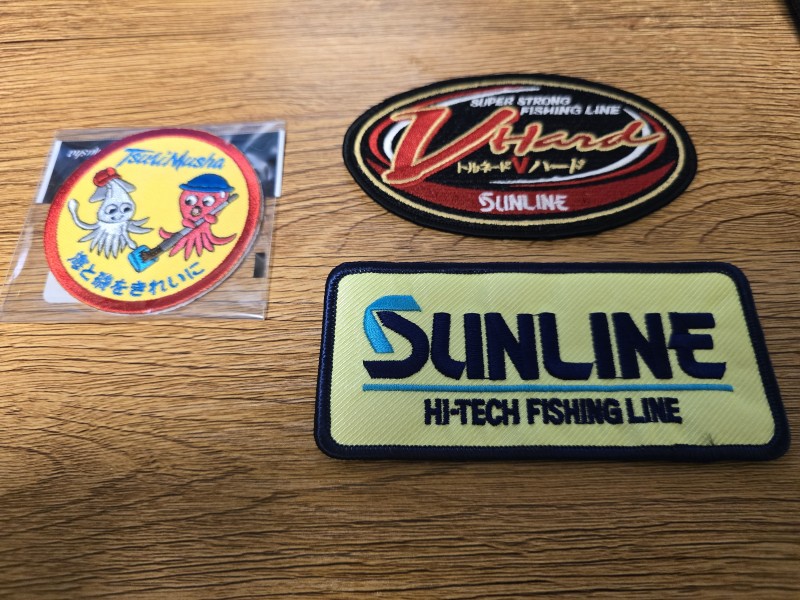 TsuriMusha
海と磯をきれいに
SUPER STRONG
FISHING LINE
V Hard
トルネードVハード
SUNLINE
SUNLINE
HI-TECH FISHING LINE